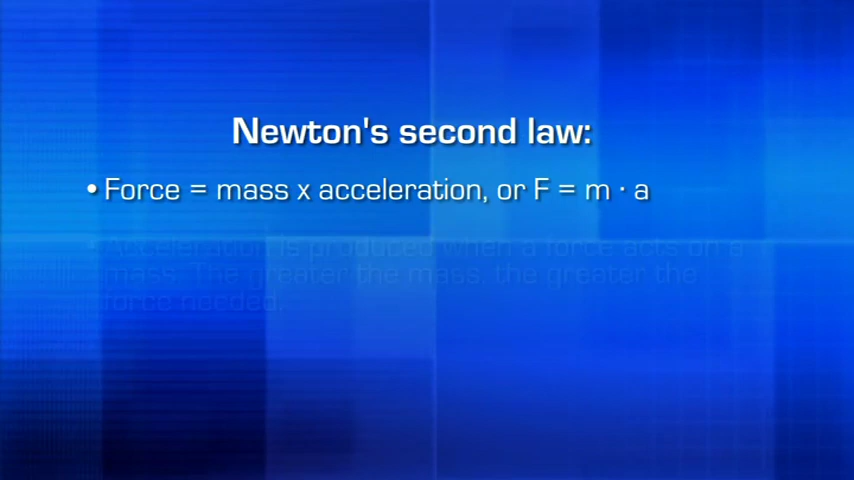 Newton's second law:
• Force = mass x acceleration, or F = m · a
• Acceleration is produced when a force acts on a
mass. The greater the mass, the greater the
force needed.